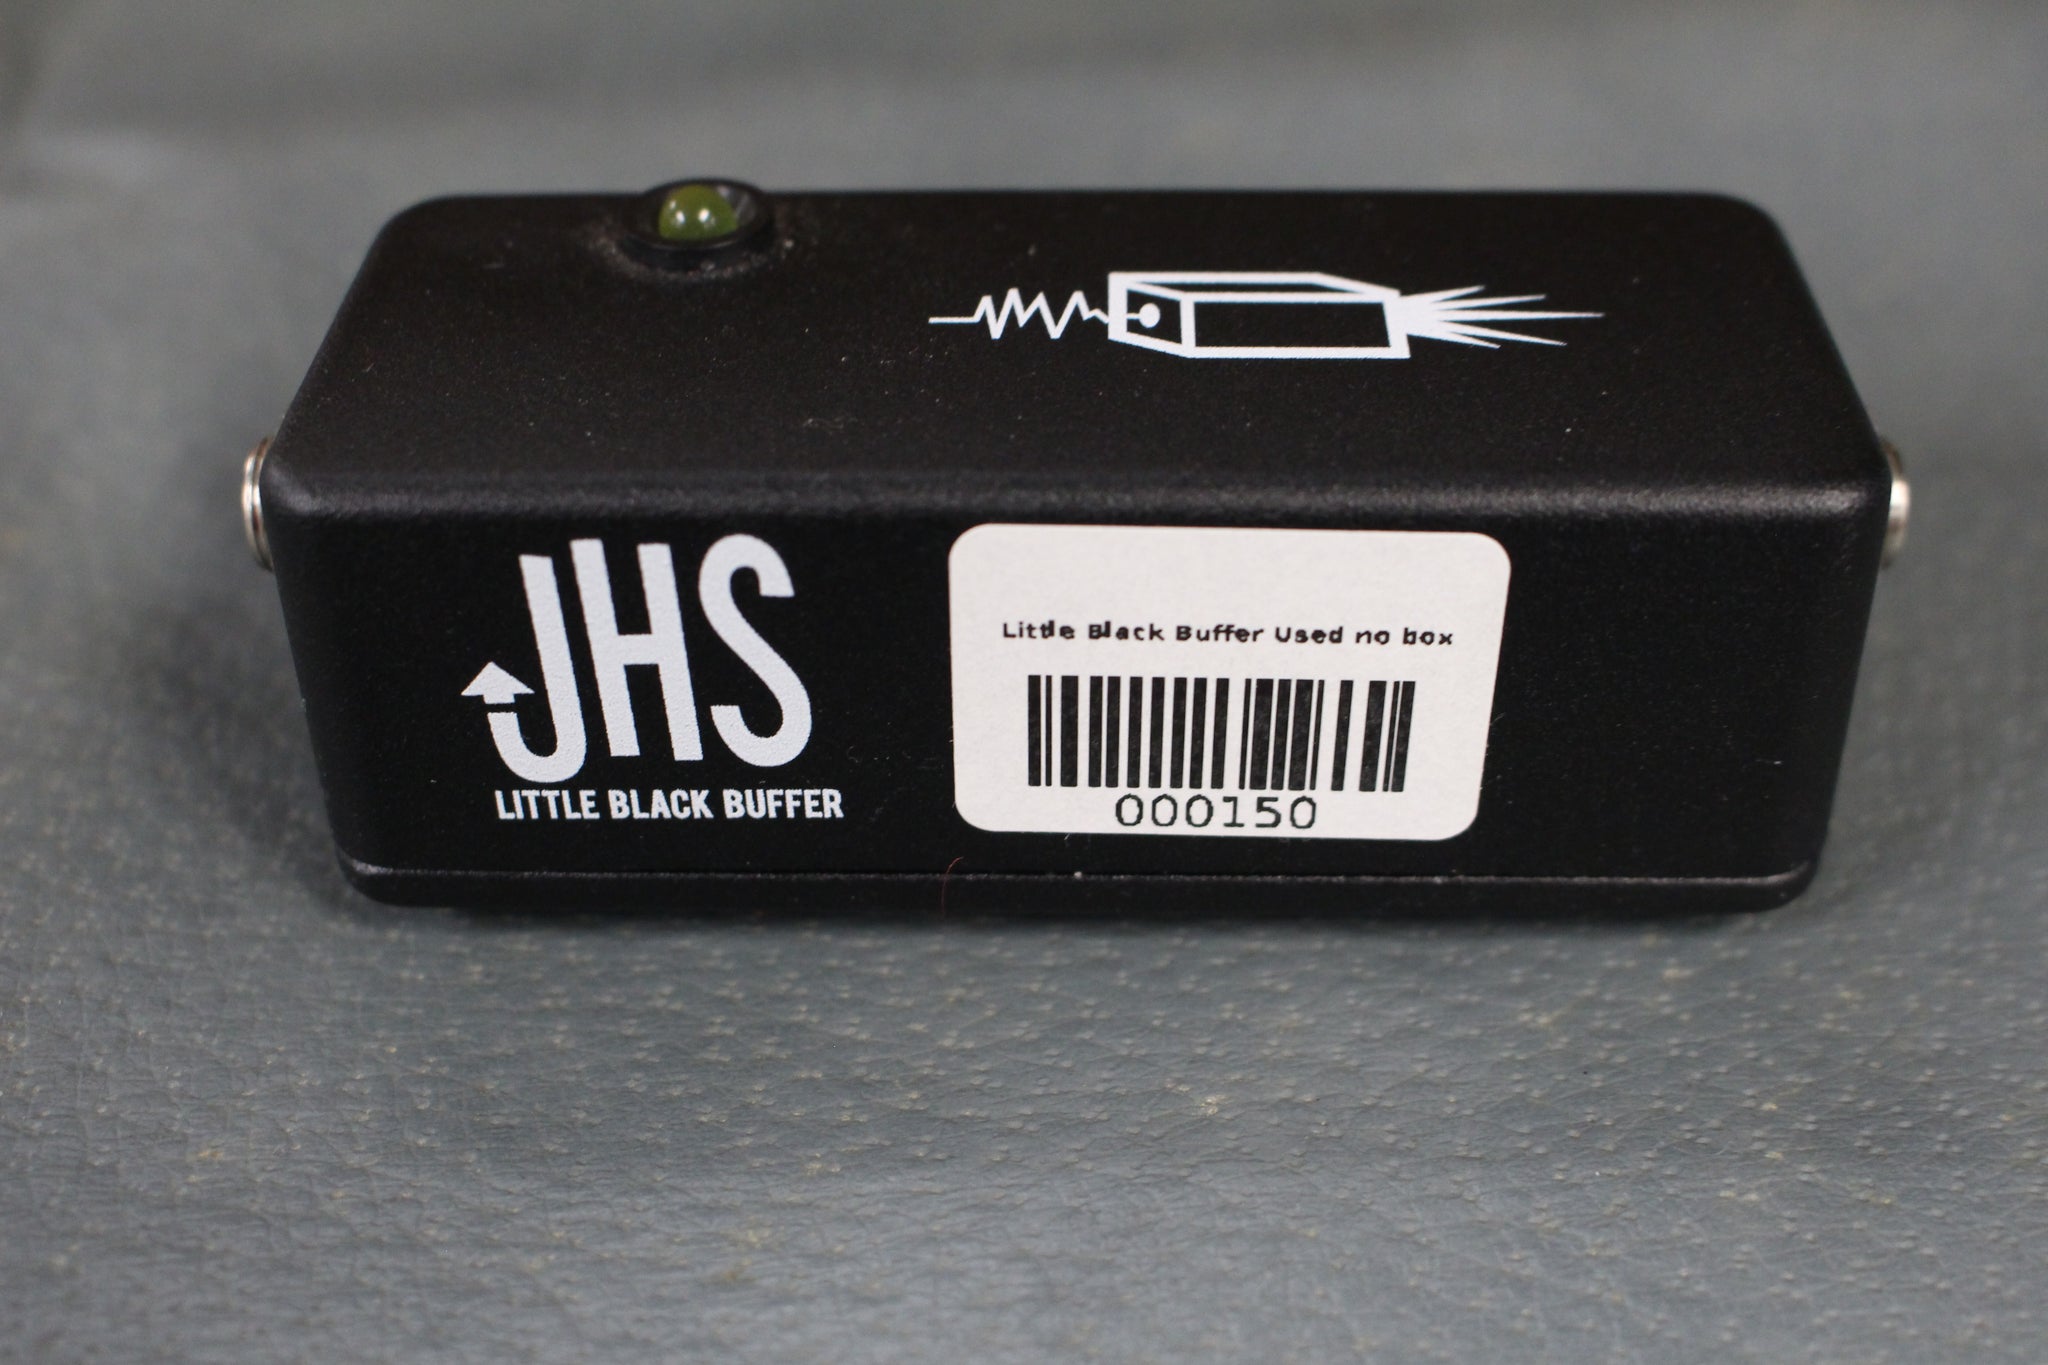 JHS
LITTLE BLACK BUFFER
Little Black Buffer Used no box
000150